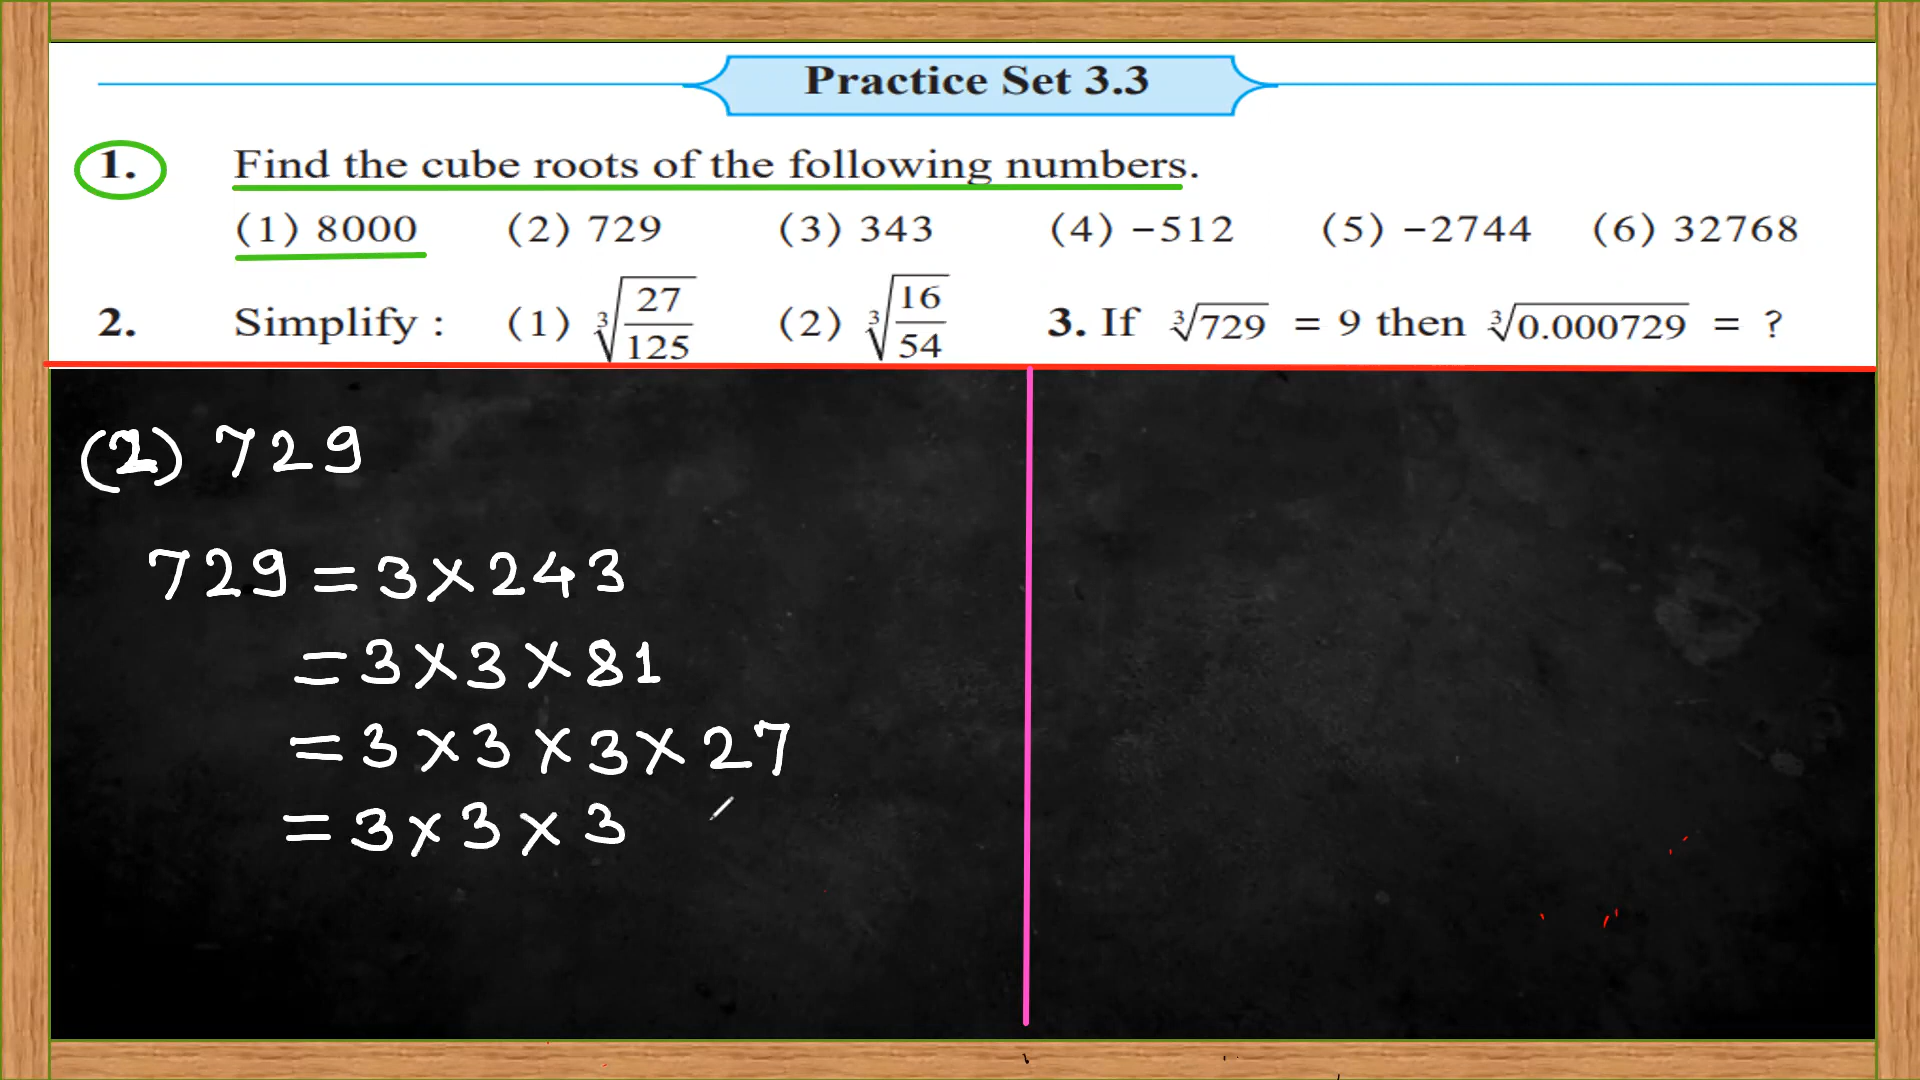 Practice Set 3.3
1. Find the cube roots of the following numbers.
(1) 8000 (2) 729 (3) 343 (4) −512 (5) −2744 (6) 32768
2. Simplify : (1) ∛(27/125) (2) ∛(16/54) 3. If ∛729 = 9 then ∛0.000729 = ?
(2) 729
729 = 3 × 243
= 3 × 3 × 81
= 3 × 3 × 3 × 27
= 3 × 3 × 3